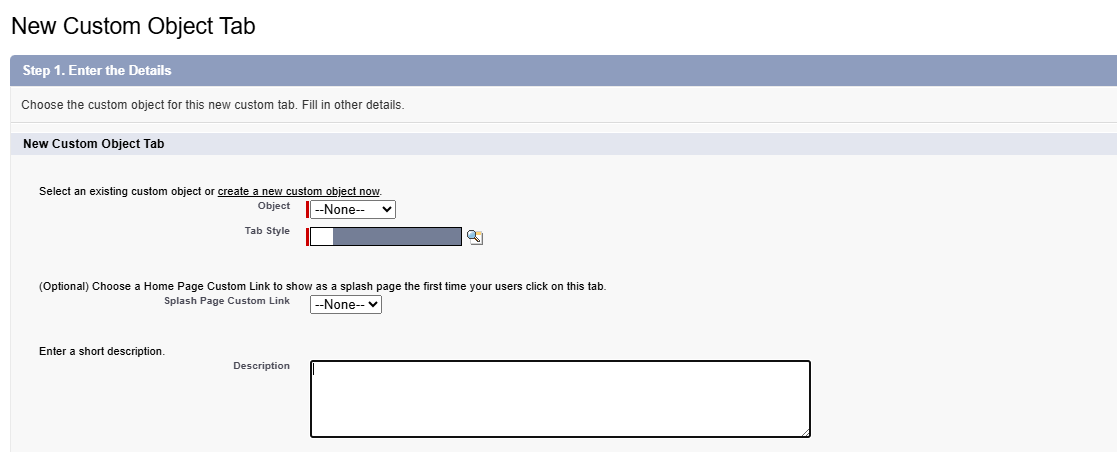 New Custom Object Tab
Step 1. Enter the Details
Choose the custom object for this new custom tab. Fill in other details.
New Custom Object Tab
Select an existing custom object or create a new custom object now.
Object --None--
Tab Style
(Optional) Choose a Home Page Custom Link to show as a splash page the first time your users click on this tab.
Splash Page Custom Link --None--
Enter a short description.
Description